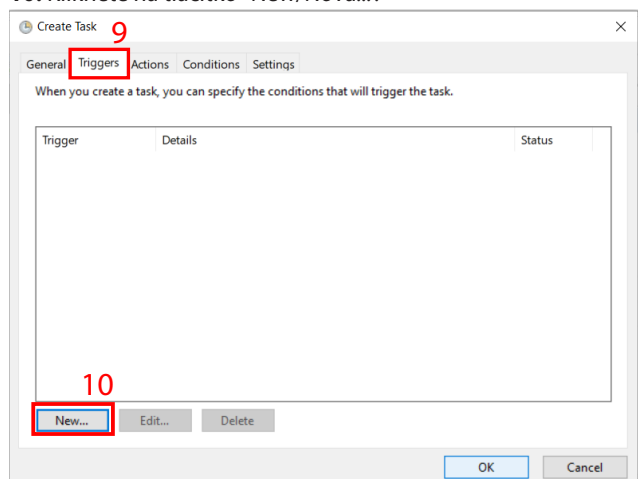 Create Task
9
General Triggers Actions Conditions Settings
When you create a task, you can specify the conditions that will trigger the task.
Trigger Details Status
10
New... Edit... Delete
OK Cancel